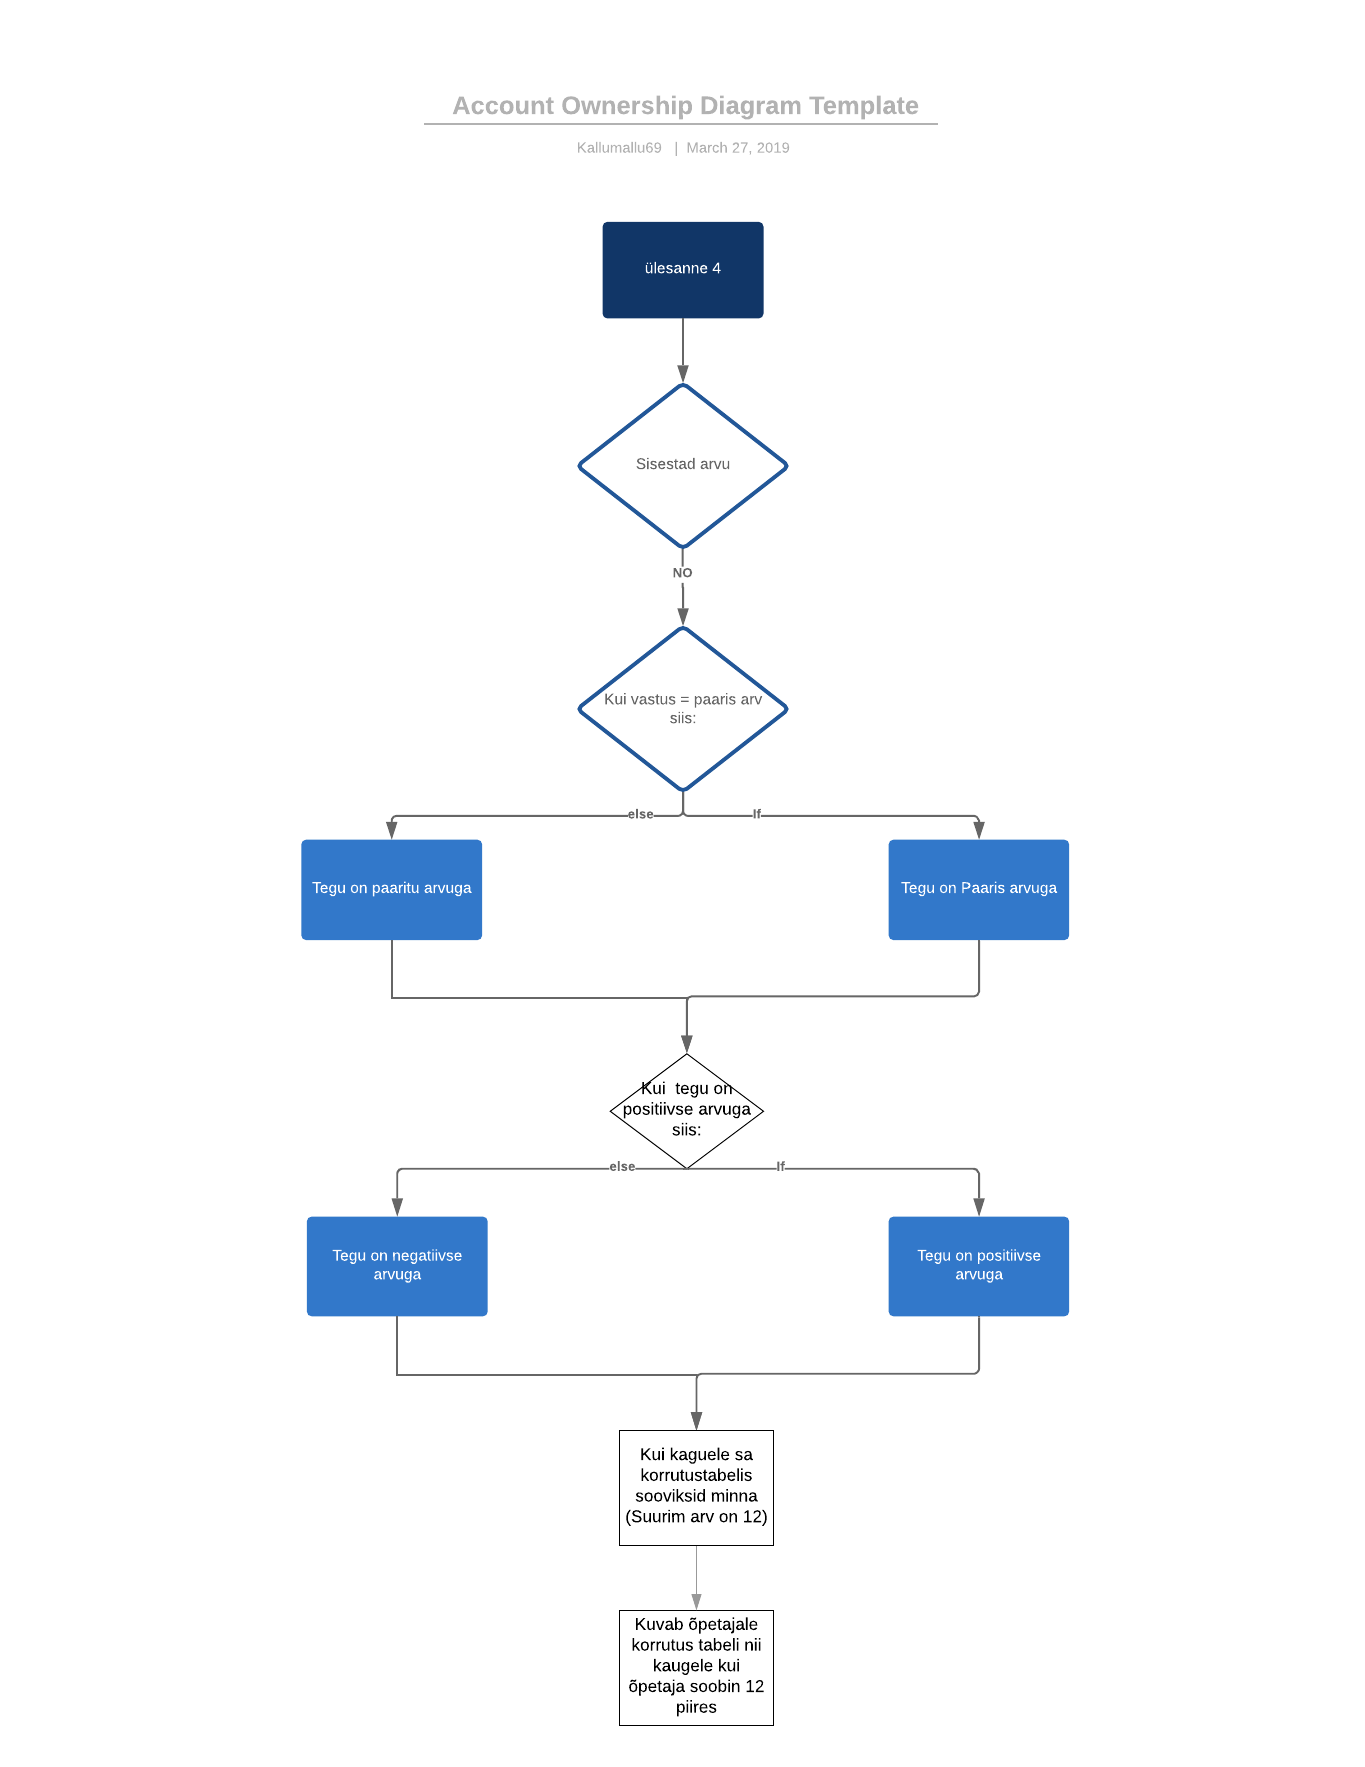 Account Ownership Diagram Template
Kallumallu69 | March 27, 2019
ülesanne 4
Sisestad arvu
NO
Kui vastus = paaris arv
siis:
else
If
Tegu on paaritu arvuga
Tegu on Paaris arvuga
Kui tegu on
positiivse arvuga
siis:
else
If
Tegu on negatiivse
arvuga
Tegu on positiivse
arvuga
Kui kaguele sa
korrutustabelis
sooviksid minna
(Suurim arv on 12)
Kuvab õpetajale
korrutus tabeli nii
kaugele kui
õpetaja soobin 12
piires